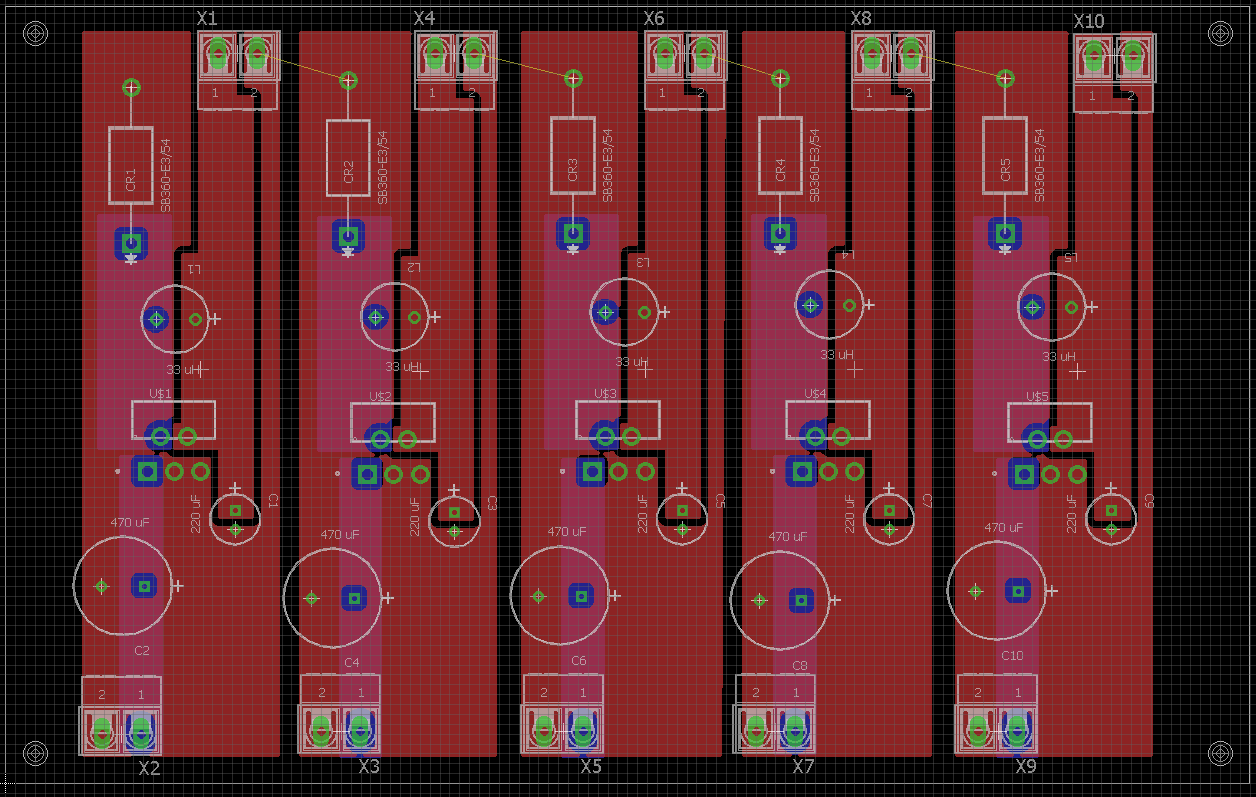 X1
X4
X6
X8
X10
1 2
1 2
1 2
1 2
1 2
CR1
SB360-E3/54
CR2
SB360-E3/54
CR3
SB360-E3/54
CR4
SB360-E3/54
CR5
SB360-E3/54
L1
L2
L3
L4
L5
33 uH
33 uH
33 uH
33 uH
33 uH
U$1
U$2
U$3
U$4
U$5
220 uF
C1
220 uF
C3
220 uF
C5
220 uF
C7
220 uF
C9
470 uF
470 uF
470 uF
470 uF
470 uF
C2
C4
C6
C8
C10
2 1
2 1
2 1
2 1
2 1
X2
X3
X5
X7
X9